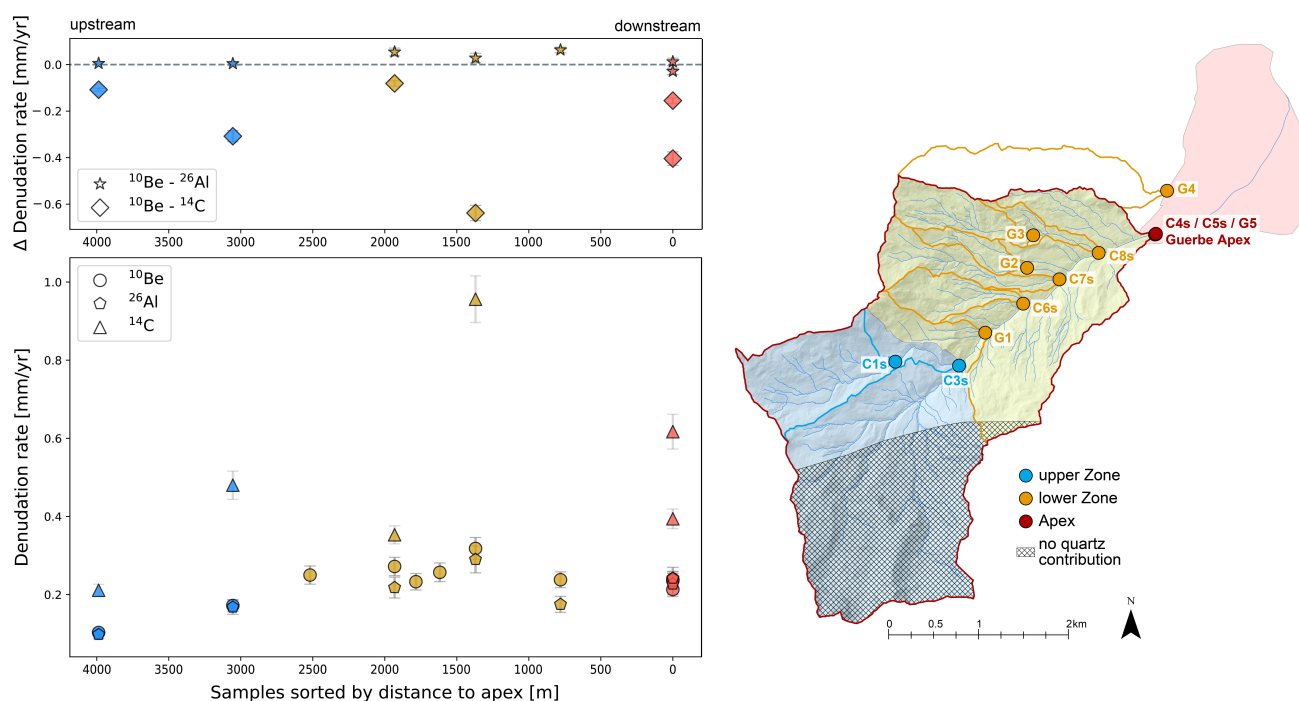 upstream
downstream
Δ Denudation rate [mm/yr]
0.0
−0.2
−0.4
−0.6
¹⁰Be - ²⁶Al
¹⁰Be - ¹⁴C
4000 3500 3000 2500 2000 1500 1000 500 0
Denudation rate [mm/yr]
1.0
0.8
0.6
0.4
0.2
¹⁰Be
²⁶Al
¹⁴C
4000 3500 3000 2500 2000 1500 1000 500 0
Samples sorted by distance to apex [m]
G4
C4s / C5s / G5
Guerbe Apex
G3
C8s
G2
C7s
C6s
G1
C1s
C3s
upper Zone
lower Zone
Apex
no quartz
contribution
0 0.5 1 2km
N